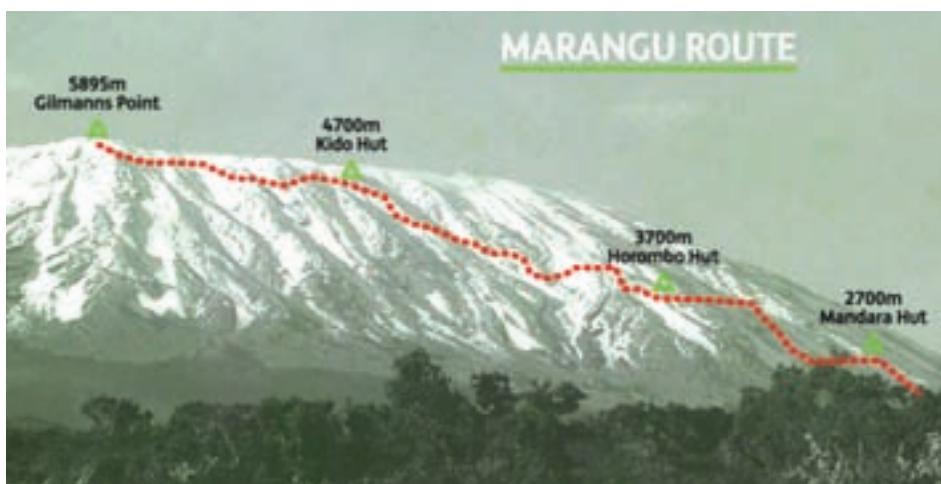 MARANGU ROUTE
5895m
Gilmanns Point
4700m
Kido Hut
3700m
Horombo Hut
2700m
Mandara Hut